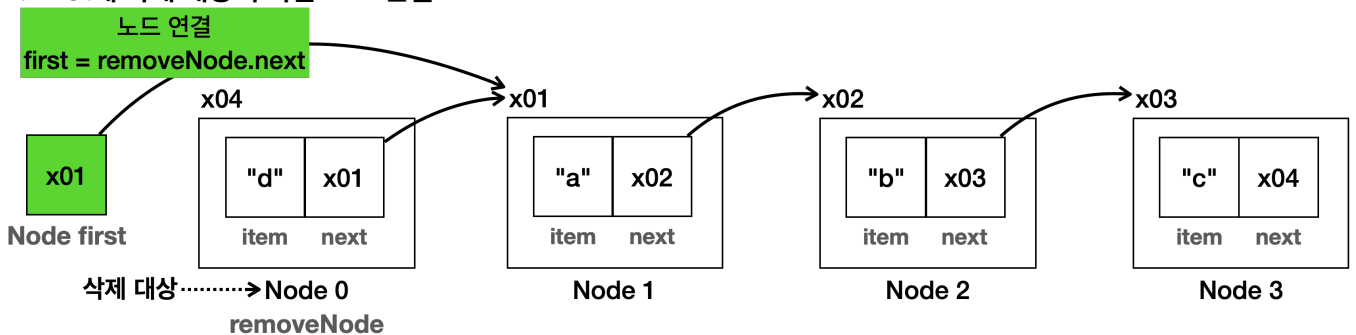 노드 연결
first = removeNode.next
x04
x01
x02
x03
x01
"d"
x01
"a"
x02
"b"
x03
"c"
x04
Node first
item
next
item
next
item
next
item
next
삭제 대상
Node 0
Node 1
Node 2
Node 3
removeNode